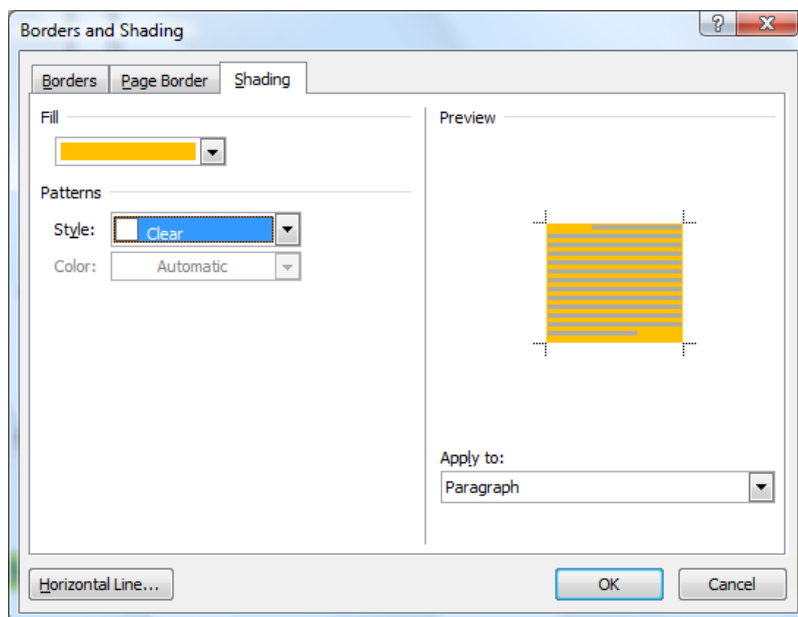 Borders and Shading
Borders Page Border Shading
Fill
Preview
Patterns
Style: Clear
Color: Automatic
Apply to:
Paragraph
Horizontal Line... OK Cancel